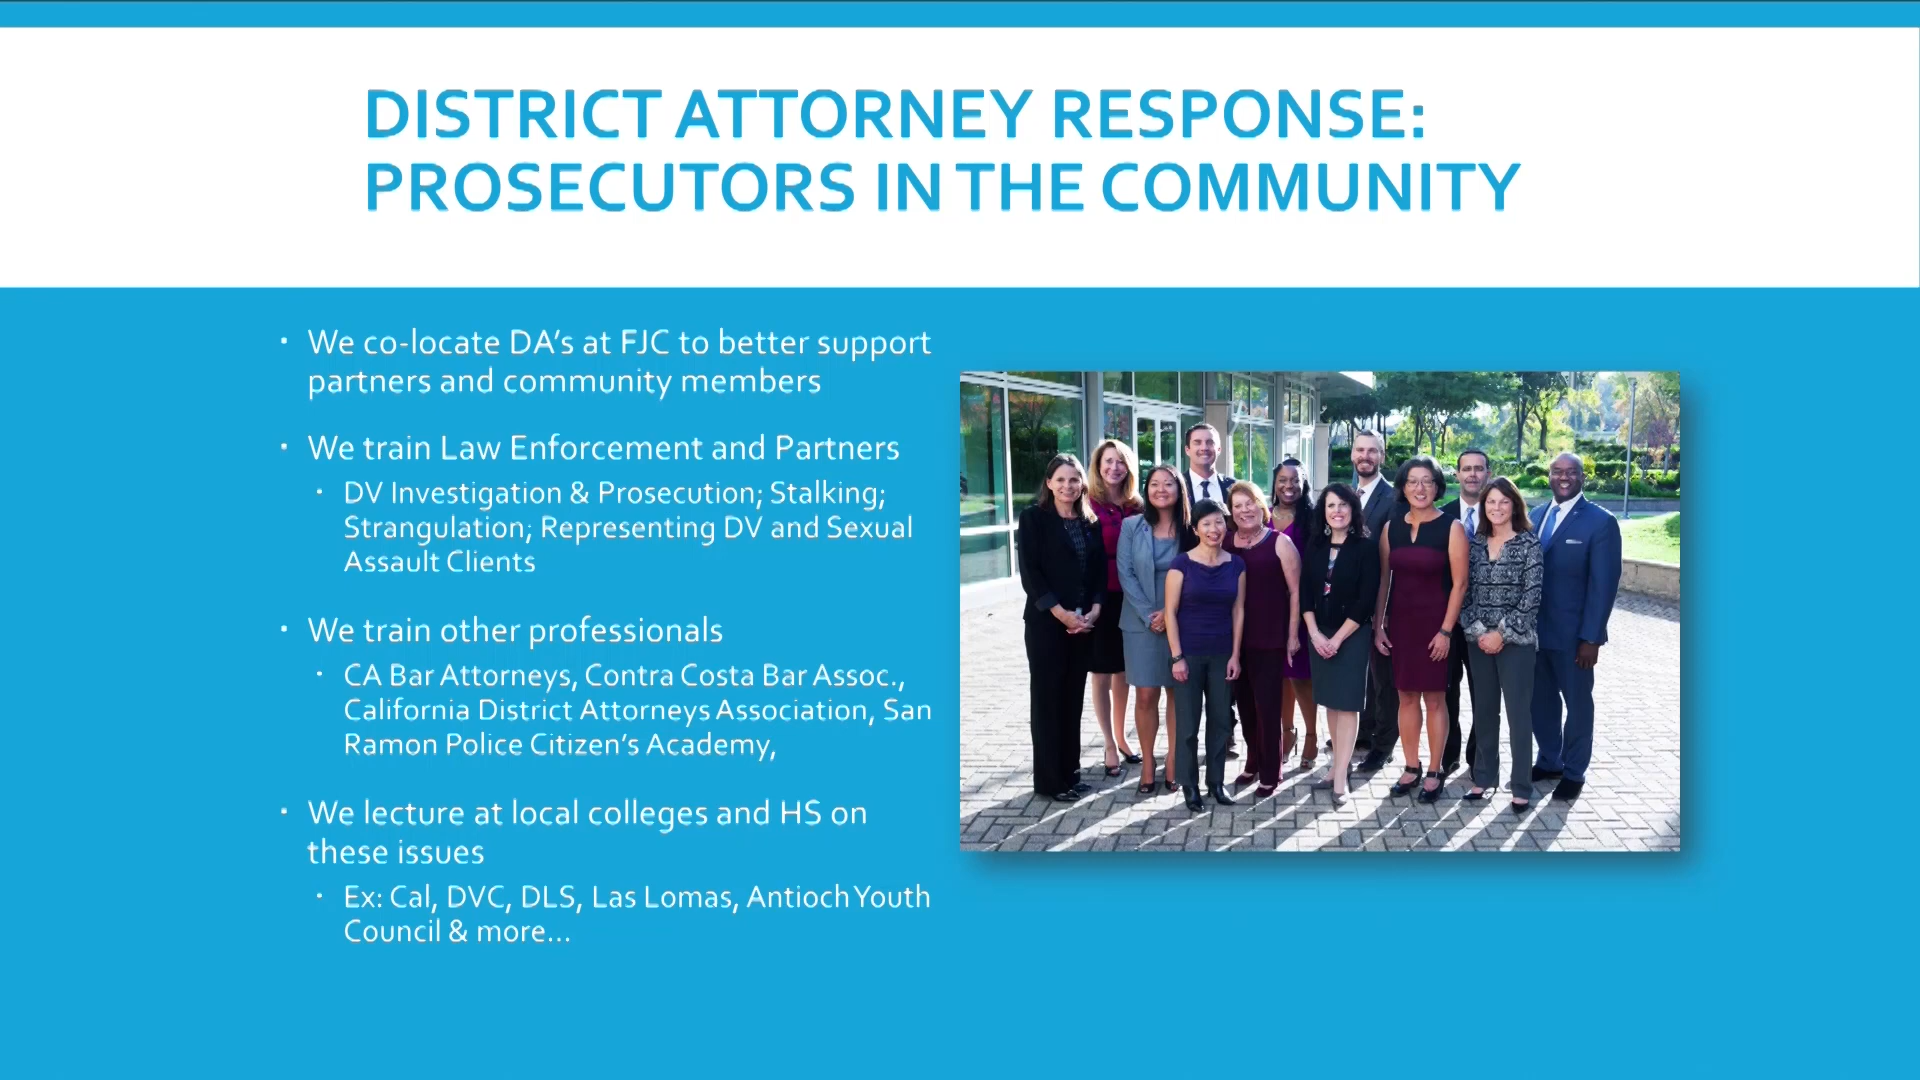 DISTRICT ATTORNEY RESPONSE:
PROSECUTORS IN THE COMMUNITY
▪ We co-locate DA’s at FJC to better support
partners and community members
▪ We train Law Enforcement and Partners
▪ DV Investigation & Prosecution; Stalking;
Strangulation; Representing DV and Sexual
Assault Clients
▪ We train other professionals
▪ CA Bar Attorneys, Contra Costa Bar Assoc.,
California District Attorneys Association, San
Ramon Police Citizen’s Academy,
▪ We lecture at local colleges and HS on
these issues
▪ Ex: Cal, DVC, DLS, Las Lomas, Antioch Youth
Council & more…